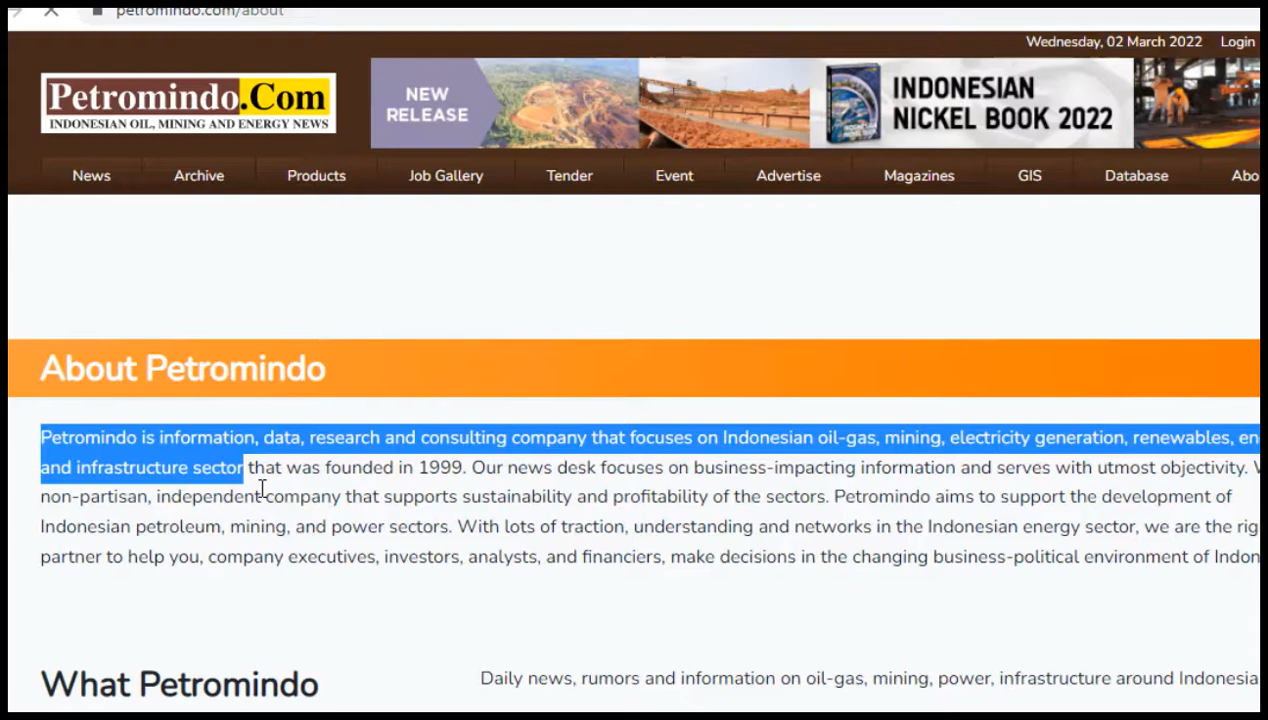 petromindo.com/about
Wednesday, 02 March 2022 Login
Petromindo.Com
INDONESIAN OIL, MINING AND ENERGY NEWS
NEW
RELEASE
INDONESIAN
NICKEL BOOK 2022
News Archive Products Job Gallery Tender Event Advertise Magazines GIS Database Abo
About Petromindo
Petromindo is information, data, research and consulting company that focuses on Indonesian oil-gas, mining, electricity generation, renewables, en
and infrastructure sector that was founded in 1999. Our news desk focuses on business-impacting information and serves with utmost objectivity.
non-partisan, independent company that supports sustainability and profitability of the sectors. Petromindo aims to support the development of
Indonesian petroleum, mining, and power sectors. With lots of traction, understanding and networks in the Indonesian energy sector, we are the rig
partner to help you, company executives, investors, analysts, and financiers, make decisions in the changing business-political environment of Indon
What Petromindo
Daily news, rumors and information on oil-gas, mining, power, infrastructure around Indonesia